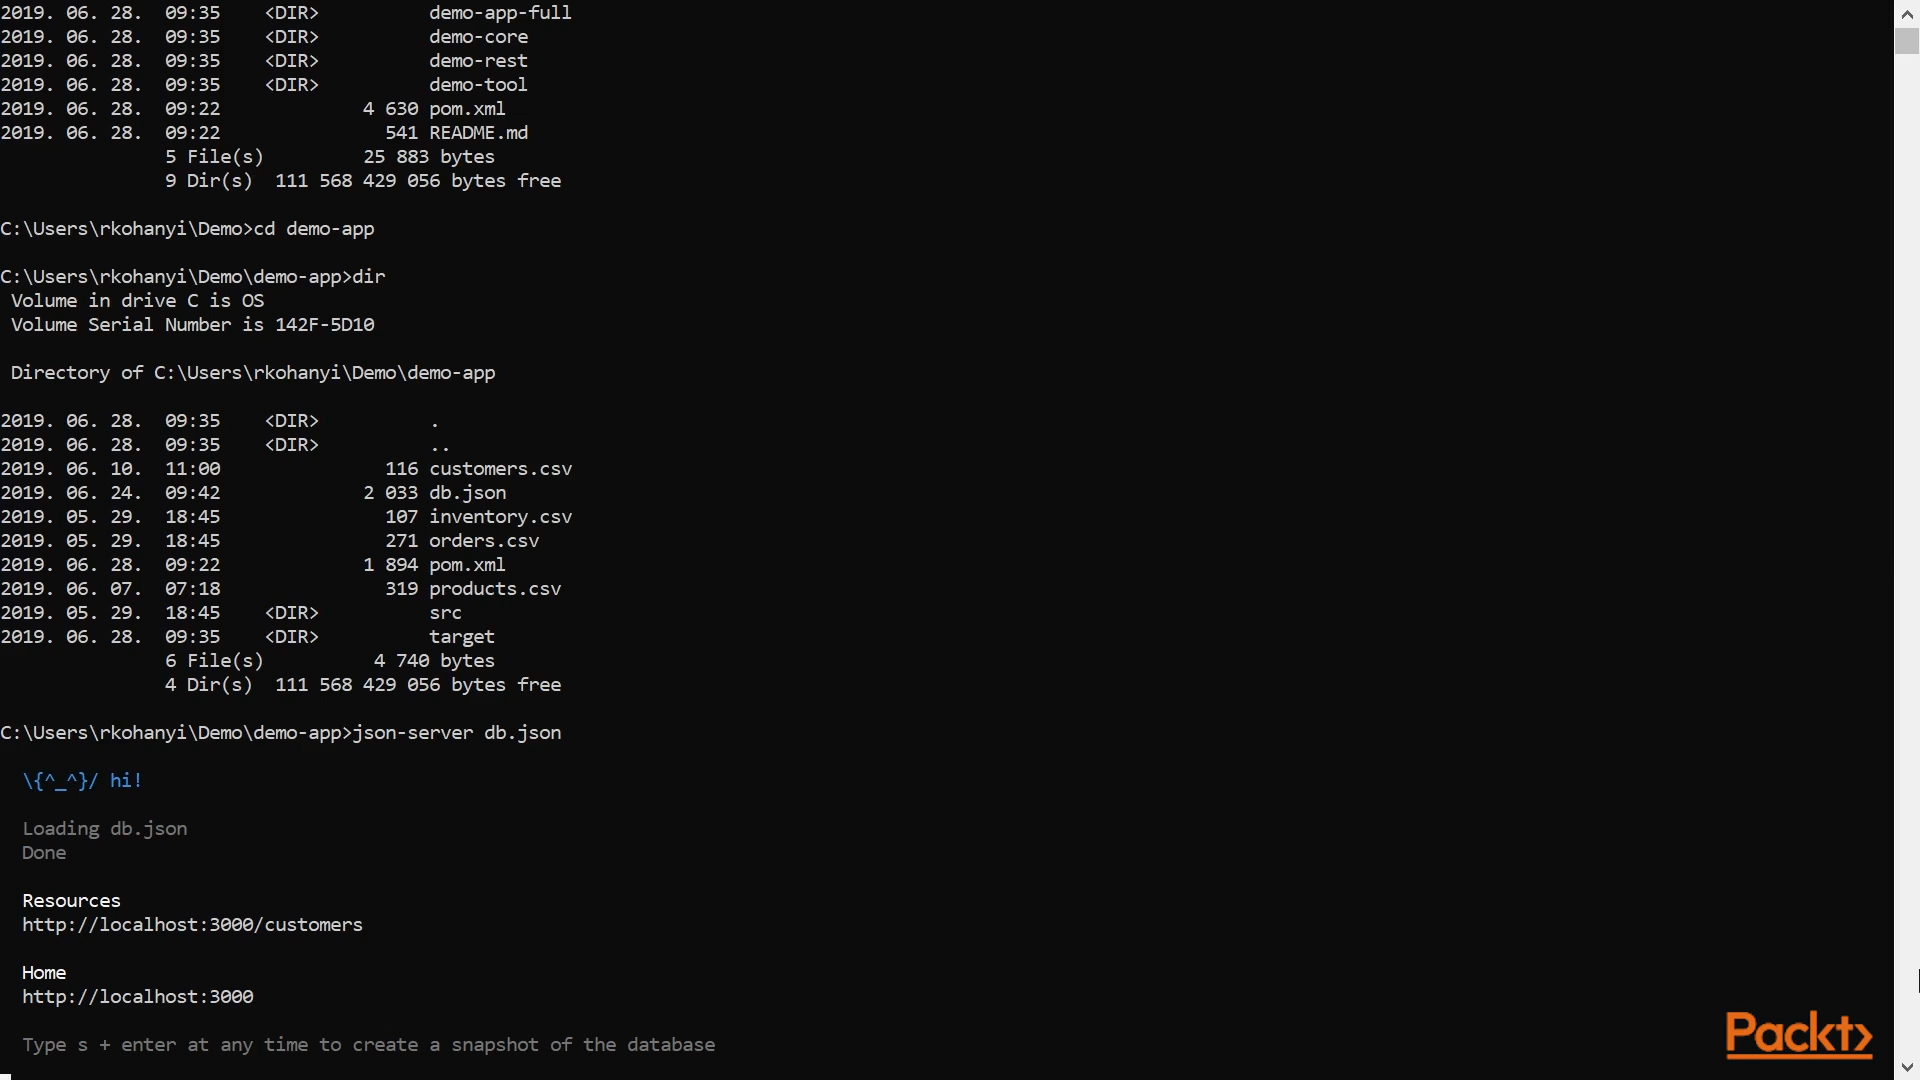 2019. 06. 28.  09:35    <DIR>          demo-app-full
2019. 06. 28.  09:35    <DIR>          demo-core
2019. 06. 28.  09:35    <DIR>          demo-rest
2019. 06. 28.  09:35    <DIR>          demo-tool
2019. 06. 28.  09:22             4 630 pom.xml
2019. 06. 28.  09:22               541 README.md
               5 File(s)         25 883 bytes
               9 Dir(s)  111 568 429 056 bytes free
C:\Users\rkohanyi\Demo>cd demo-app
C:\Users\rkohanyi\Demo\demo-app>dir
 Volume in drive C is OS
 Volume Serial Number is 142F-5D10
 Directory of C:\Users\rkohanyi\Demo\demo-app
2019. 06. 28.  09:35    <DIR>          .
2019. 06. 28.  09:35    <DIR>          ..
2019. 06. 10.  11:00               116 customers.csv
2019. 06. 24.  09:42             2 033 db.json
2019. 05. 29.  18:45               107 inventory.csv
2019. 05. 29.  18:45               271 orders.csv
2019. 06. 28.  09:22             1 894 pom.xml
2019. 06. 07.  07:18               319 products.csv
2019. 05. 29.  18:45    <DIR>          src
2019. 06. 28.  09:35    <DIR>          target
               6 File(s)          4 740 bytes
               4 Dir(s)  111 568 429 056 bytes free
C:\Users\rkohanyi\Demo\demo-app>json-server db.json
  \{^_^}/ hi!
  Loading db.json
  Done
  Resources
  http://localhost:3000/customers
  Home
  http://localhost:3000
  Type s + enter at any time to create a snapshot of the database
Packt>